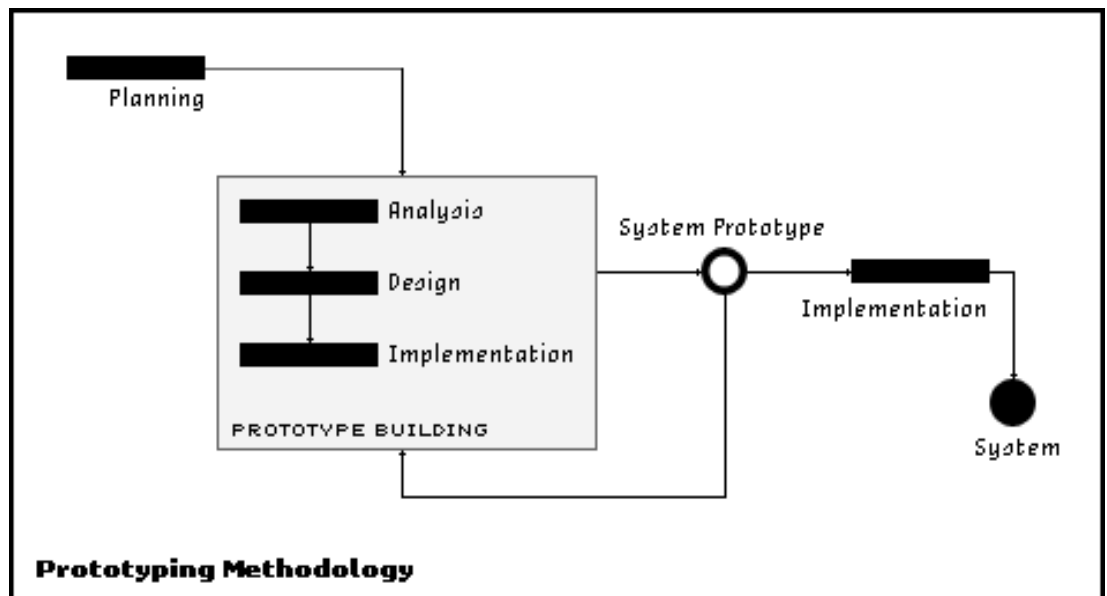 Planning
Analysis
System Prototype
Design
Implementation
Implementation
PROTOTYPE BUILDING
System
Prototyping Methodology